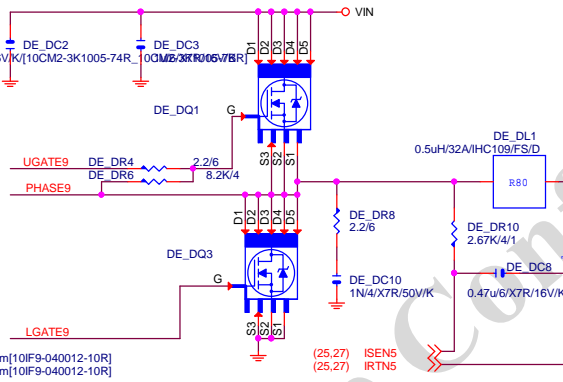 VIN
DE_DC2
DE_DC3
V/K/[10CM2-3K1005-74R_
D1
D2
D3
D4
D5
DE_DQ1
G
S3
S2
S1
DE_DL1
0.5uH/32A/IHC109/FS/D
R80
UGATE9
DE_DR4
2.2/6
DE_DR6
8.2K/4
PHASE9
D1
D2
D3
D4
D5
DE_DR8
2.2/6
DE_DR10
2.67K/4/1
DE_DQ3
G
DE_DC8
0.47u/6/X7R/16V/K
DE_DC10
1N/4/X7R/50V/K
S3
S2
S1
LGATE9
(25,27) ISEN5
(25,27) IRTN5
m[10IF9-040012-10R]
m[10IF9-040012-10R]